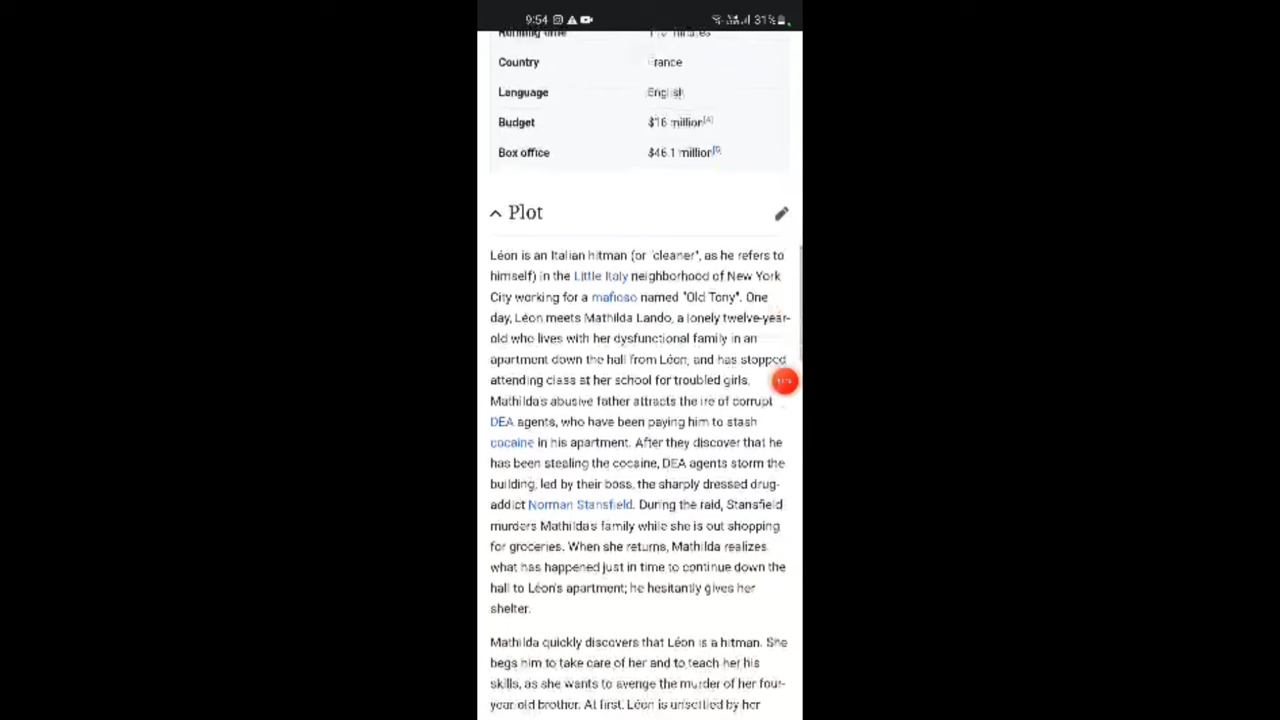 9:54 31%
Running time minutes
Country France
Language English
Budget $16 million[4]
Box office $46.1 million[5]
Plot
Léon is an Italian hitman (or "cleaner", as he refers to
himself) in the Little Italy neighborhood of New York
City working for a mafioso named "Old Tony". One
day, Léon meets Mathilda Lando, a lonely twelve-year-
old who lives with her dysfunctional family in an
apartment down the hall from Léon, and has stopped
attending class at her school for troubled girls.
Mathilda's abusive father attracts the ire of corrupt
DEA agents, who have been paying him to stash
cocaine in his apartment. After they discover that he
has been stealing the cocaine, DEA agents storm the
building, led by their boss, the sharply dressed drug-
addict Norman Stansfield. During the raid, Stansfield
murders Mathilda's family while she is out shopping
for groceries. When she returns, Mathilda realizes
what has happened just in time to continue down the
hall to Léon's apartment; he hesitantly gives her
shelter.
Mathilda quickly discovers that Léon is a hitman. She
begs him to take care of her and to teach her his
skills, as she wants to avenge the murder of her four-
year-old brother. At first, Léon is unsettled by her